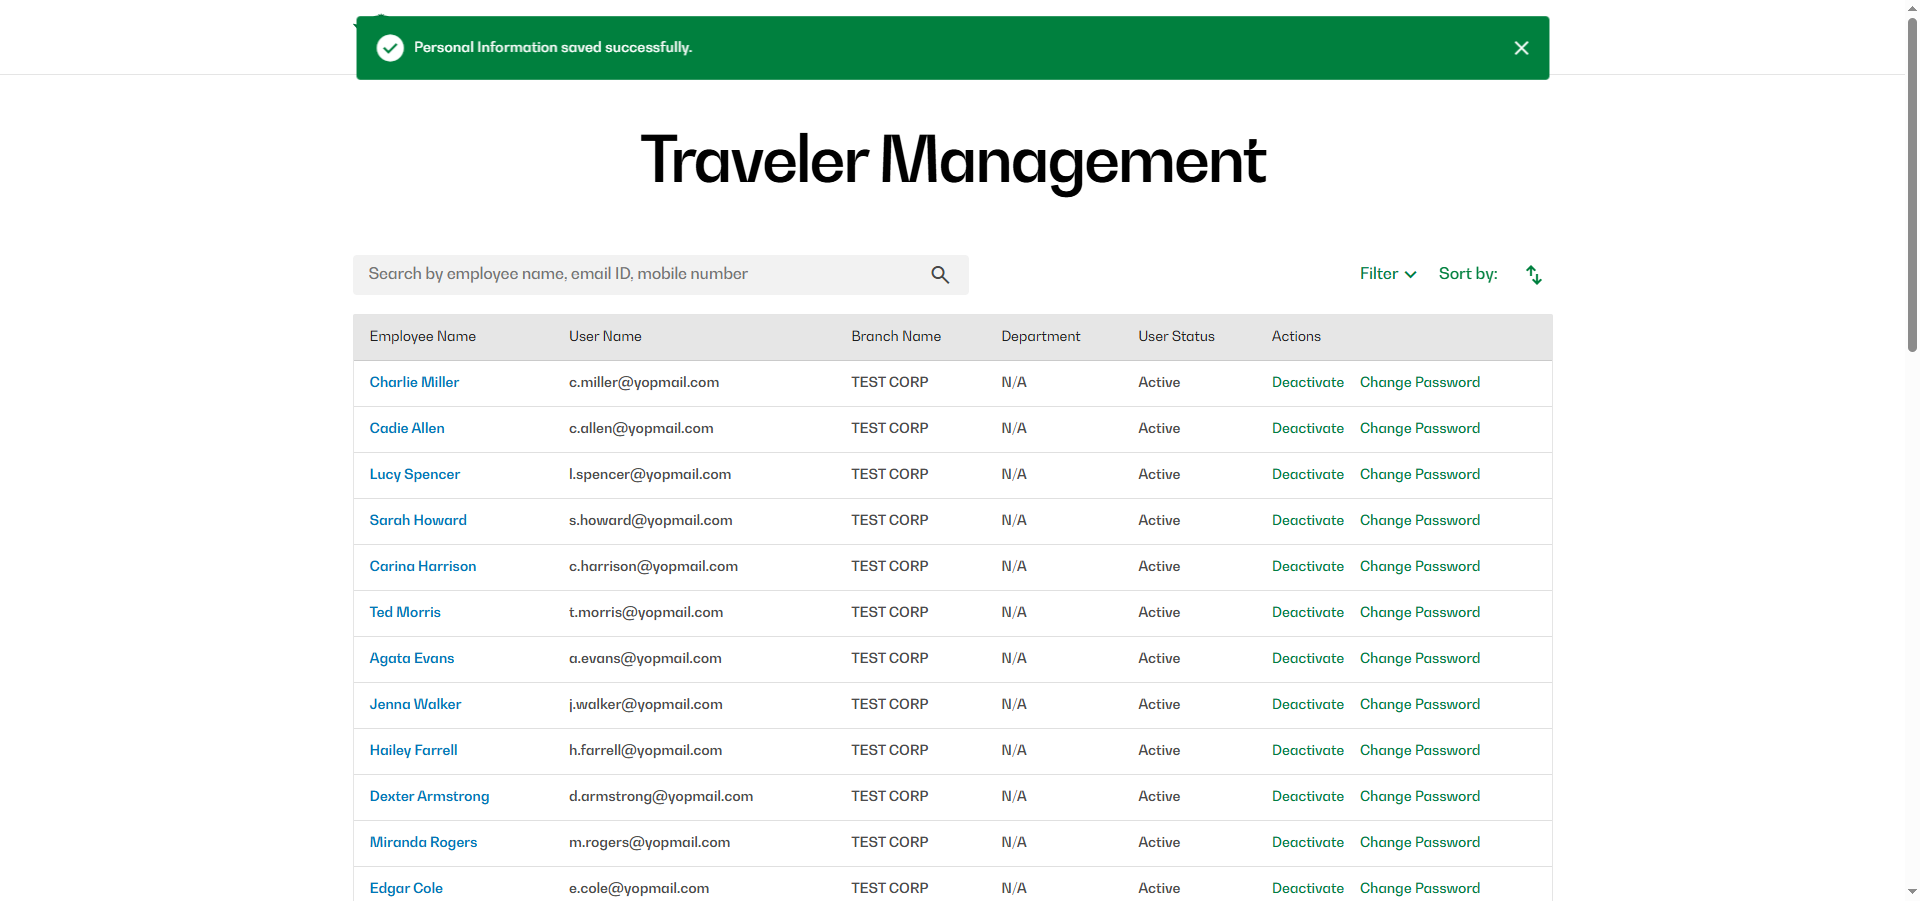 Personal Information saved successfully.
Traveler Management
Search by employee name, email ID, mobile number
Filter Sort by:
Employee Name User Name Branch Name Department User Status Actions
Charlie Miller c.miller@yopmail.com TEST CORP N/A Active Deactivate Change Password
Cadie Allen c.allen@yopmail.com TEST CORP N/A Active Deactivate Change Password
Lucy Spencer l.spencer@yopmail.com TEST CORP N/A Active Deactivate Change Password
Sarah Howard s.howard@yopmail.com TEST CORP N/A Active Deactivate Change Password
Carina Harrison c.harrison@yopmail.com TEST CORP N/A Active Deactivate Change Password
Ted Morris t.morris@yopmail.com TEST CORP N/A Active Deactivate Change Password
Agata Evans a.evans@yopmail.com TEST CORP N/A Active Deactivate Change Password
Jenna Walker j.walker@yopmail.com TEST CORP N/A Active Deactivate Change Password
Hailey Farrell h.farrell@yopmail.com TEST CORP N/A Active Deactivate Change Password
Dexter Armstrong d.armstrong@yopmail.com TEST CORP N/A Active Deactivate Change Password
Miranda Rogers m.rogers@yopmail.com TEST CORP N/A Active Deactivate Change Password
Edgar Cole e.cole@yopmail.com TEST CORP N/A Active Deactivate Change Password